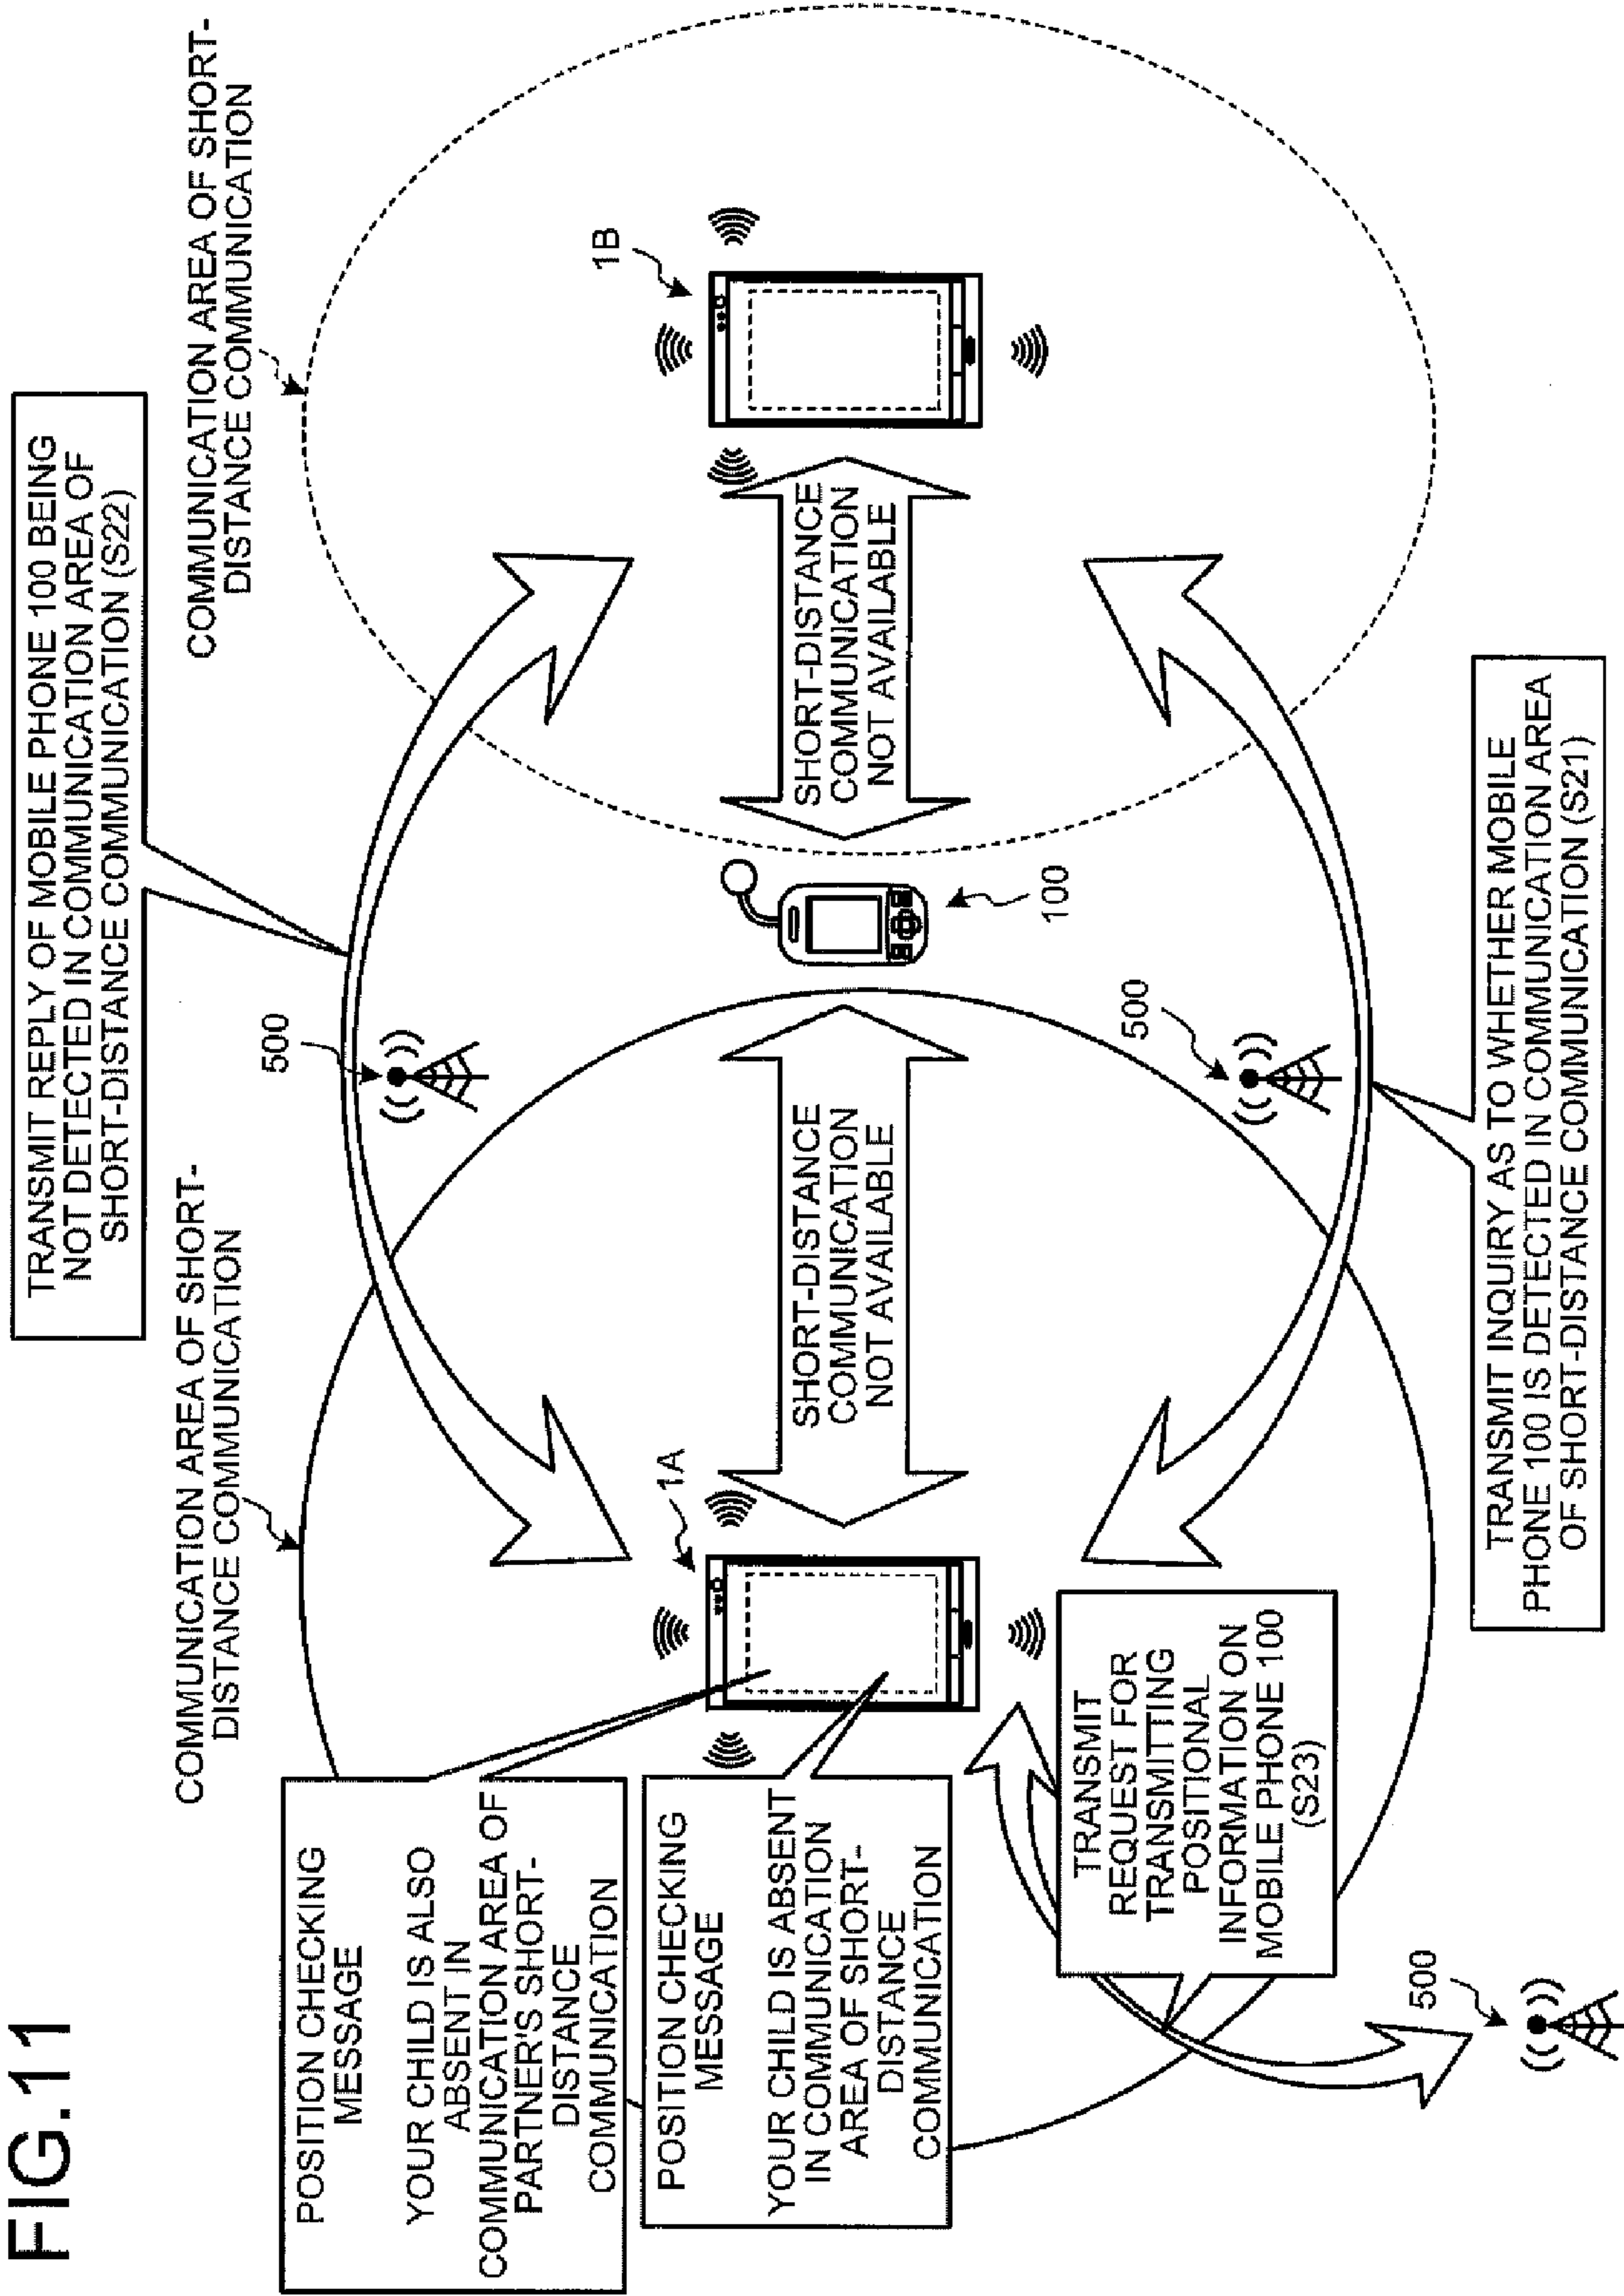 FIG.11
TRANSMIT REPLY OF MOBILE PHONE 100 BEING
NOT DETECTED IN COMMUNICATION AREA OF
SHORT-DISTANCE COMMUNICATION (S22)
COMMUNICATION AREA OF SHORT-
DISTANCE COMMUNICATION
COMMUNICATION AREA OF SHORT-
DISTANCE COMMUNICATION
500
POSITION CHECKING
MESSAGE
YOUR CHILD IS ALSO
ABSENT IN
COMMUNICATION AREA OF
PARTNER'S SHORT-
DISTANCE
COMMUNICATION
1A
1B
POSITION CHECKING
MESSAGE
YOUR CHILD IS ABSENT
IN COMMUNICATION
AREA OF SHORT-
DISTANCE
COMMUNICATION
SHORT-DISTANCE
COMMUNICATION
NOT AVAILABLE
SHORT-DISTANCE
COMMUNICATION
NOT AVAILABLE
100
TRANSMIT
REQUEST FOR
TRANSMITTING
POSITIONAL
INFORMATION ON
MOBILE PHONE 100
(S23)
500
500
TRANSMIT INQUIRY AS TO WHETHER MOBILE
PHONE 100 IS DETECTED IN COMMUNICATION AREA
OF SHORT-DISTANCE COMMUNICATION (S21)